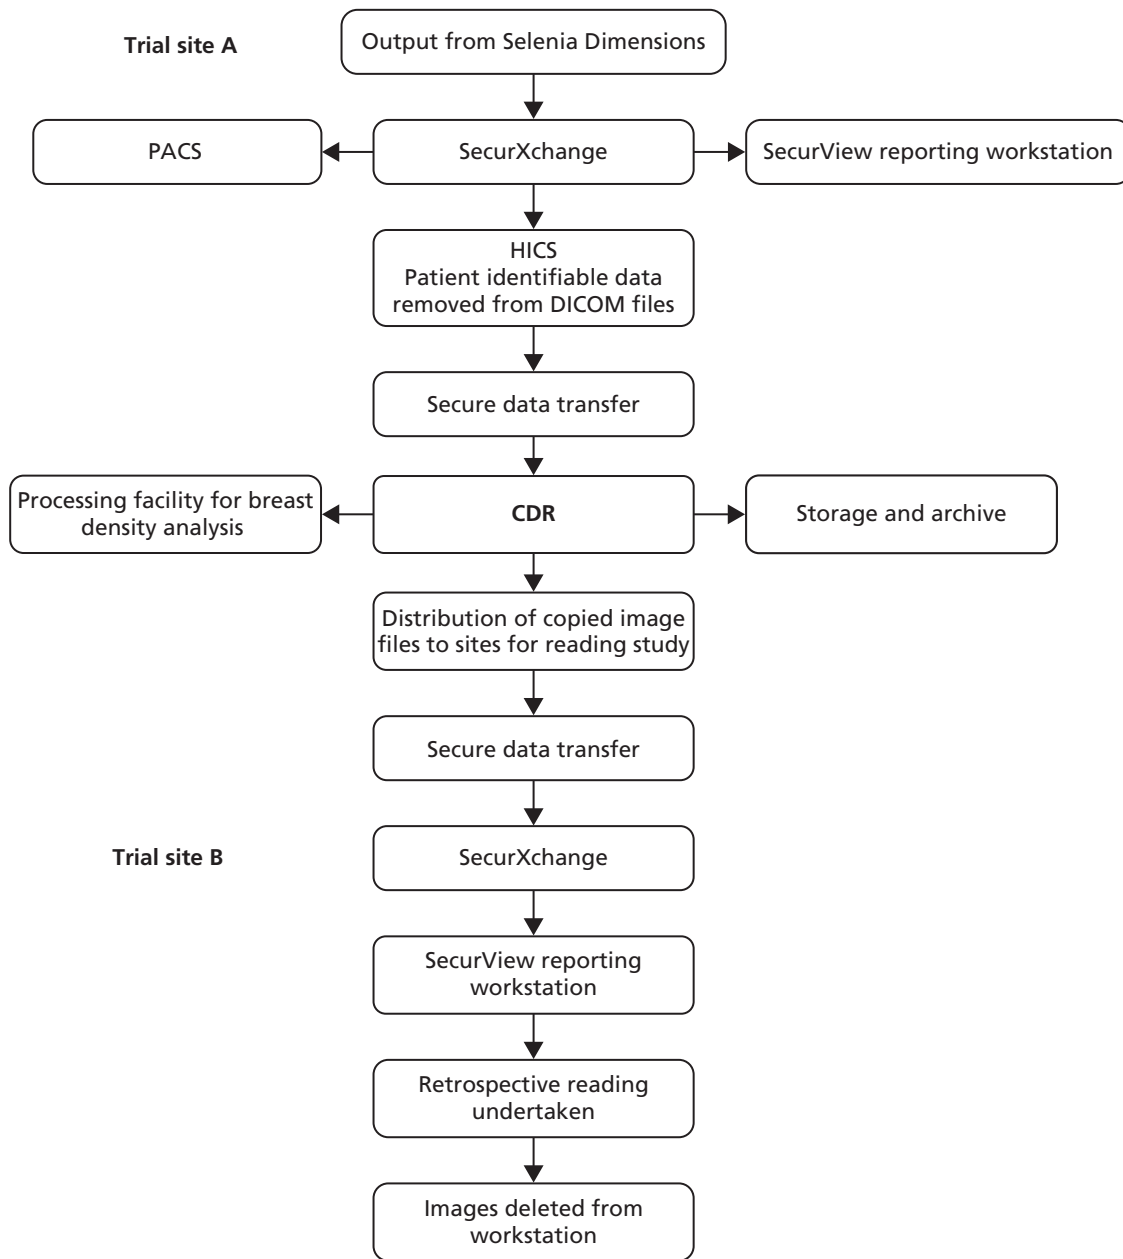 Trial site A
Output from Selenia Dimensions
PACS
SecurXchange
SecurView reporting workstation
HICS
Patient identifiable data
removed from DICOM files
Secure data transfer
Processing facility for breast
density analysis
CDR
Storage and archive
Distribution of copied image
files to sites for reading study
Secure data transfer
Trial site B
SecurXchange
SecurView reporting
workstation
Retrospective reading
undertaken
Images deleted from
workstation